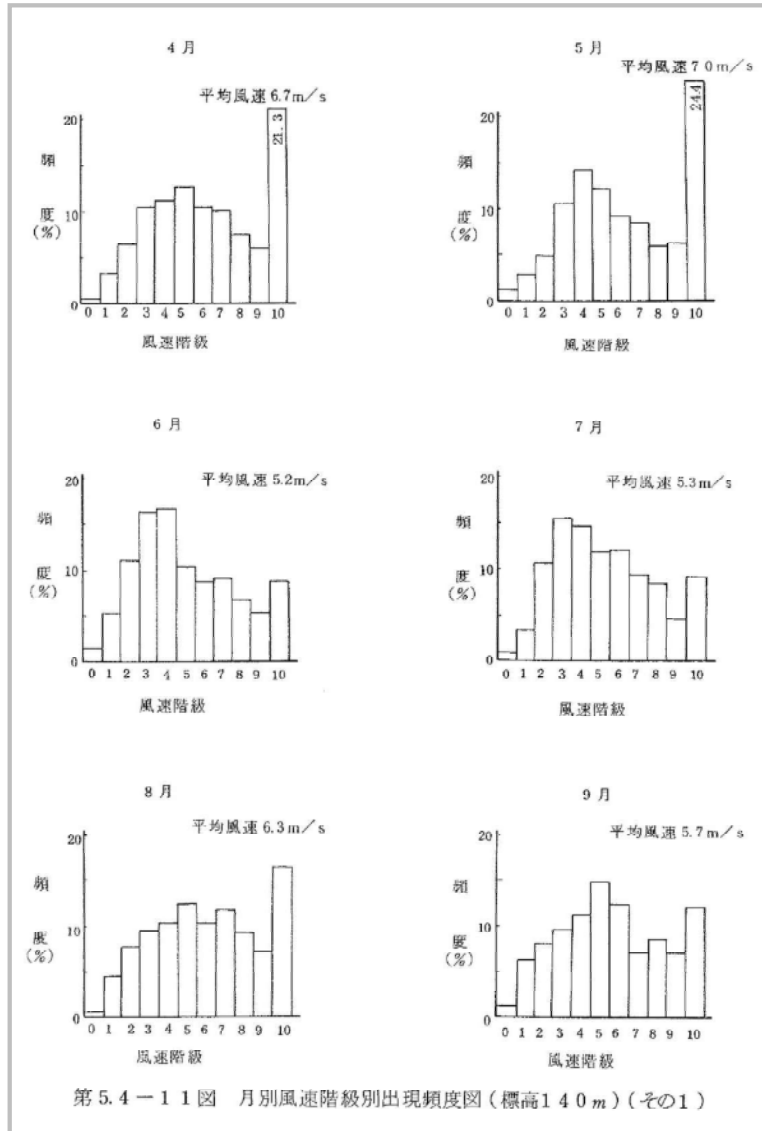 4月
平均風速6.7m/s
20
頻
21.3
度
10
(%)
0
0 1 2 3 4 5 6 7 8 9 10
風速階級
5月
平均風速70m/s
20
頻
24.4
度
10
(%)
0
0 1 2 3 4 5 6 7 8 9 10
風速階級
6月
平均風速5.2m/s
20
頻
度
10
(%)
0
0 1 2 3 4 5 6 7 8 9 10
風速階級
7月
平均風速5.3m/s
20
頻
度
10
(%)
0
0 1 2 3 4 5 6 7 8 9 10
風速階級
8月
平均風速6.3m/s
20
頻
度
10
(%)
0
0 1 2 3 4 5 6 7 8 9 10
風速階級
9月
平均風速5.7m/s
20
頻
度
10
(%)
0
0 1 2 3 4 5 6 7 8 9 10
風速階級
第5.4-11図 月別風速階級別出現頻度図(標高140m)(その1)